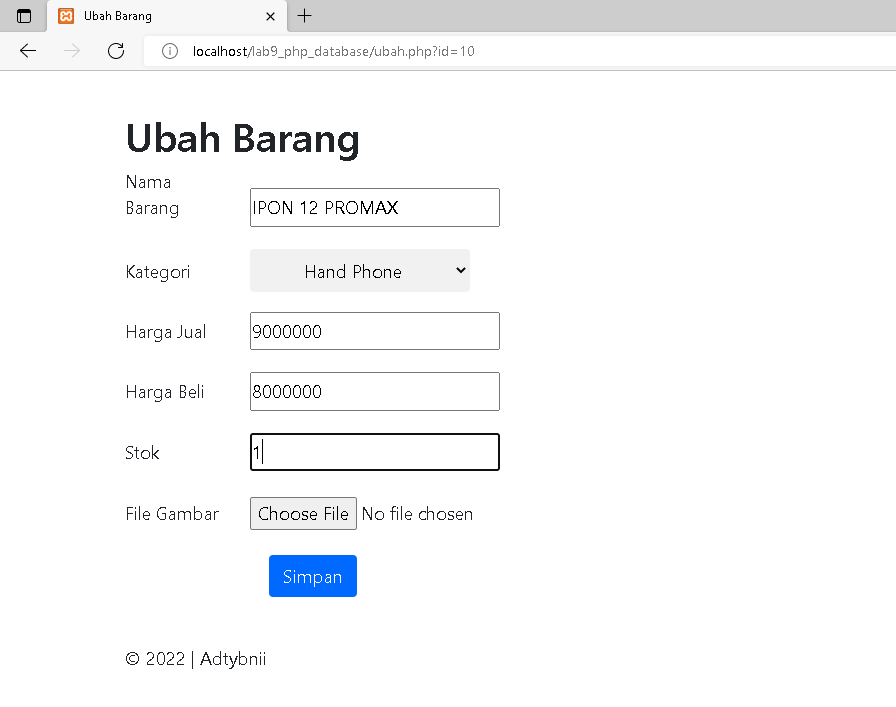 Ubah Barang
localhost/lab9_php_database/ubah.php?id=10
Ubah Barang
Nama
Barang
IPON 12 PROMAX
Kategori
Hand Phone
Harga Jual
9000000
Harga Beli
8000000
Stok
1
File Gambar
Choose File No file chosen
Simpan
© 2022 | Adtybnii